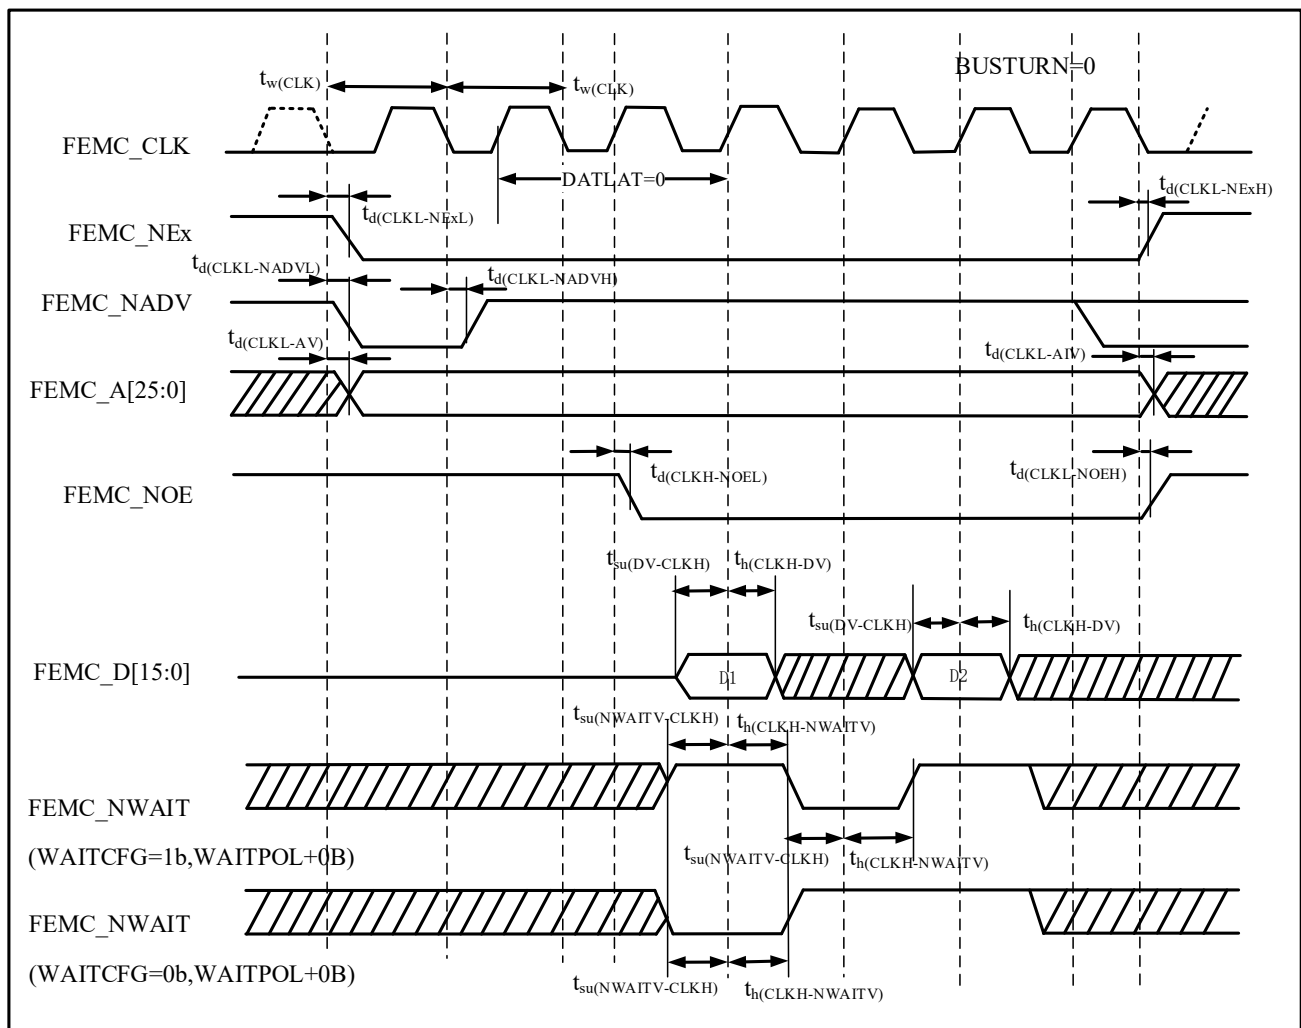 BUSTURN=0
tw(CLK)
tw(CLK)
FEMC_CLK
DATLAT=0
td(CLKL-NExL)
td(CLKL-NExH)
FEMC_NEx
td(CLKL-NADVL)
td(CLKL-NADVH)
FEMC_NADV
td(CLKL-AV)
td(CLKL-AIV)
FEMC_A[25:0]
td(CLKH-NOEL)
td(CLKL-NOEH)
FEMC_NOE
tsu(DV-CLKH)
th(CLKH-DV)
tsu(DV-CLKH)
th(CLKH-DV)
FEMC_D[15:0]
D1
D2
tsu(NWAITV-CLKH)
th(CLKH-NWAITV)
FEMC_NWAIT
(WAITCFG=1b,WAITPOL+0B)
tsu(NWAITV-CLKH)
th(CLKH-NWAITV)
FEMC_NWAIT
(WAITCFG=0b,WAITPOL+0B)
tsu(NWAITV-CLKH)
th(CLKH-NWAITV)